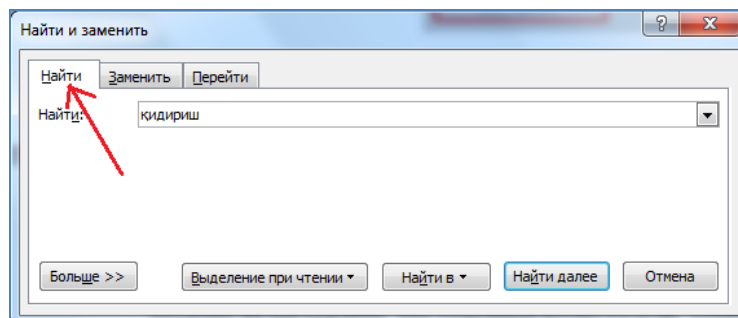 Найти и заменить
Найти Заменить Перейти
Найти: қидириш
Больше >> Выделение при чтении Найти в Найти далее Отмена